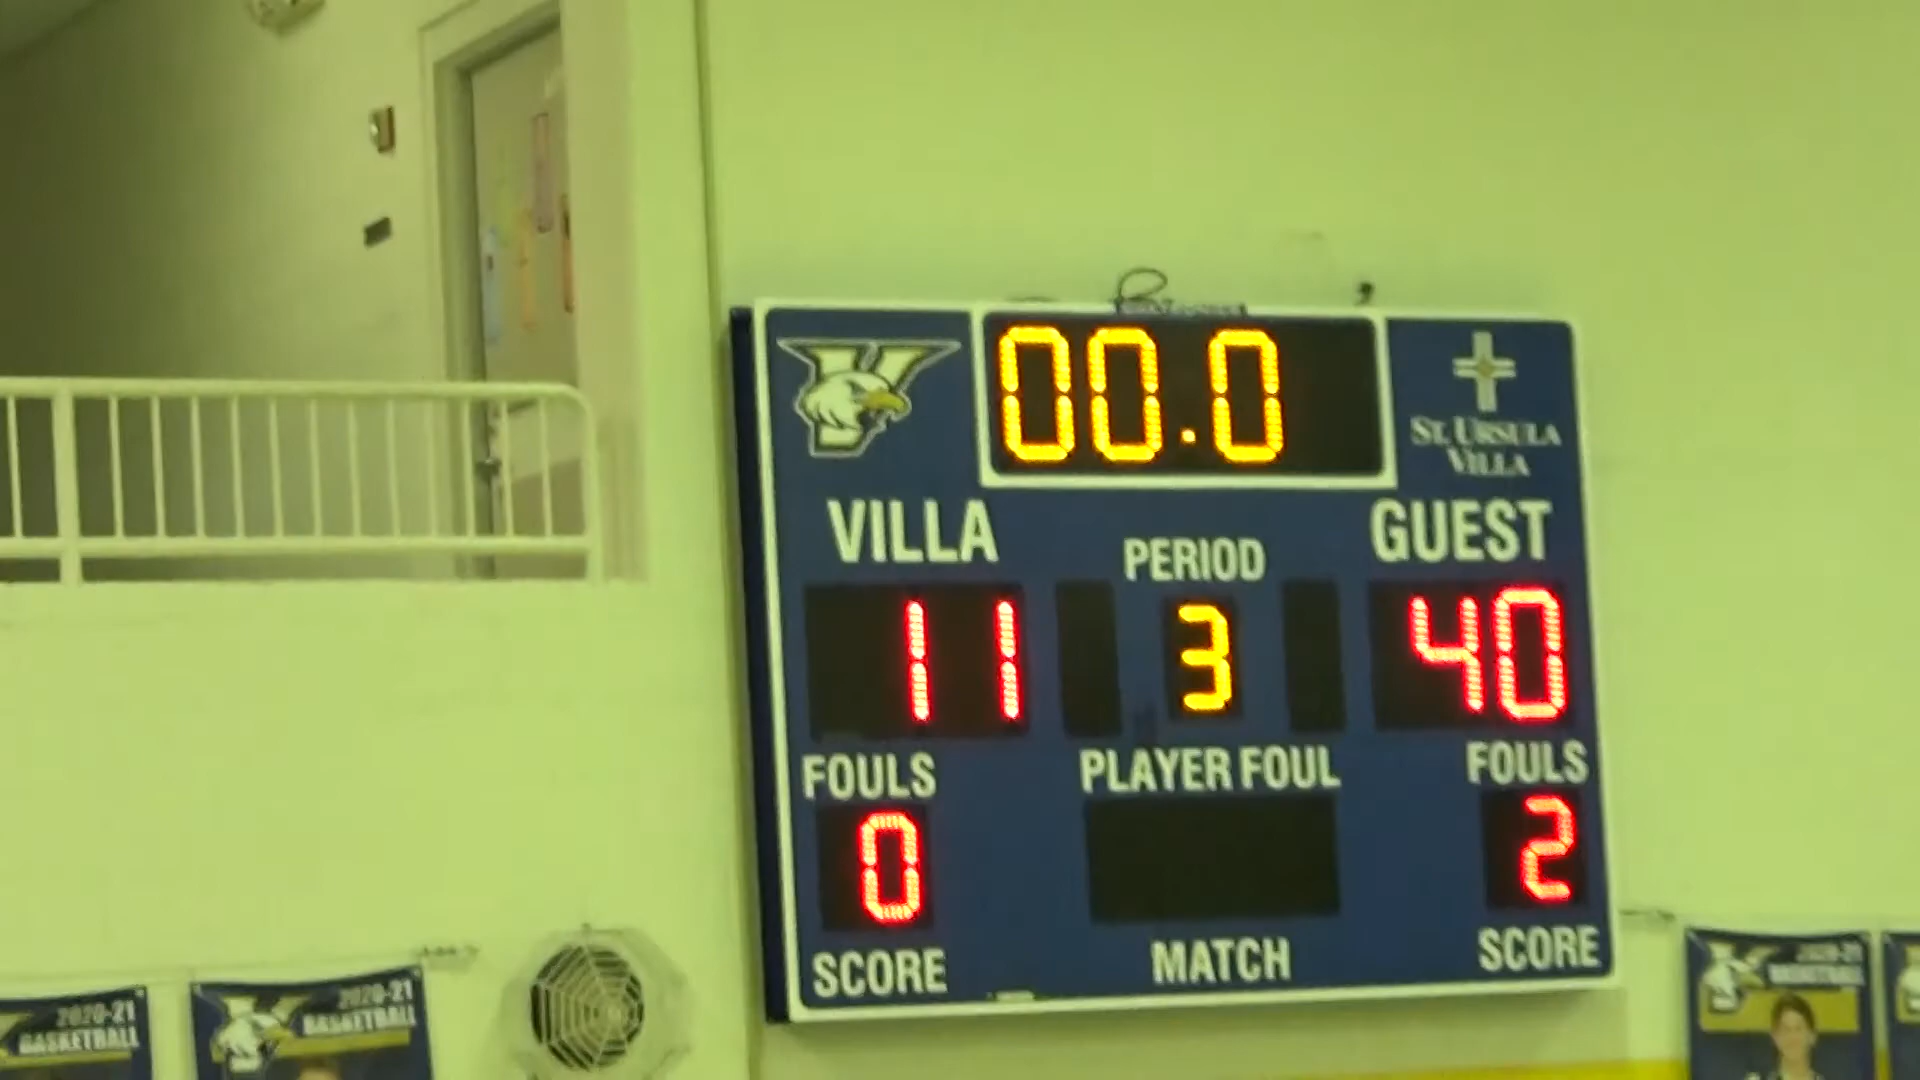 00.0
ST. URSULA
VILLA
VILLA
PERIOD
GUEST
11
3
40
FOULS
PLAYER FOUL
FOULS
0
2
SCORE
MATCH
SCORE
2020-21
BASKETBALL
2020-21
BASKETBALL
2020-21
BASKETBALL